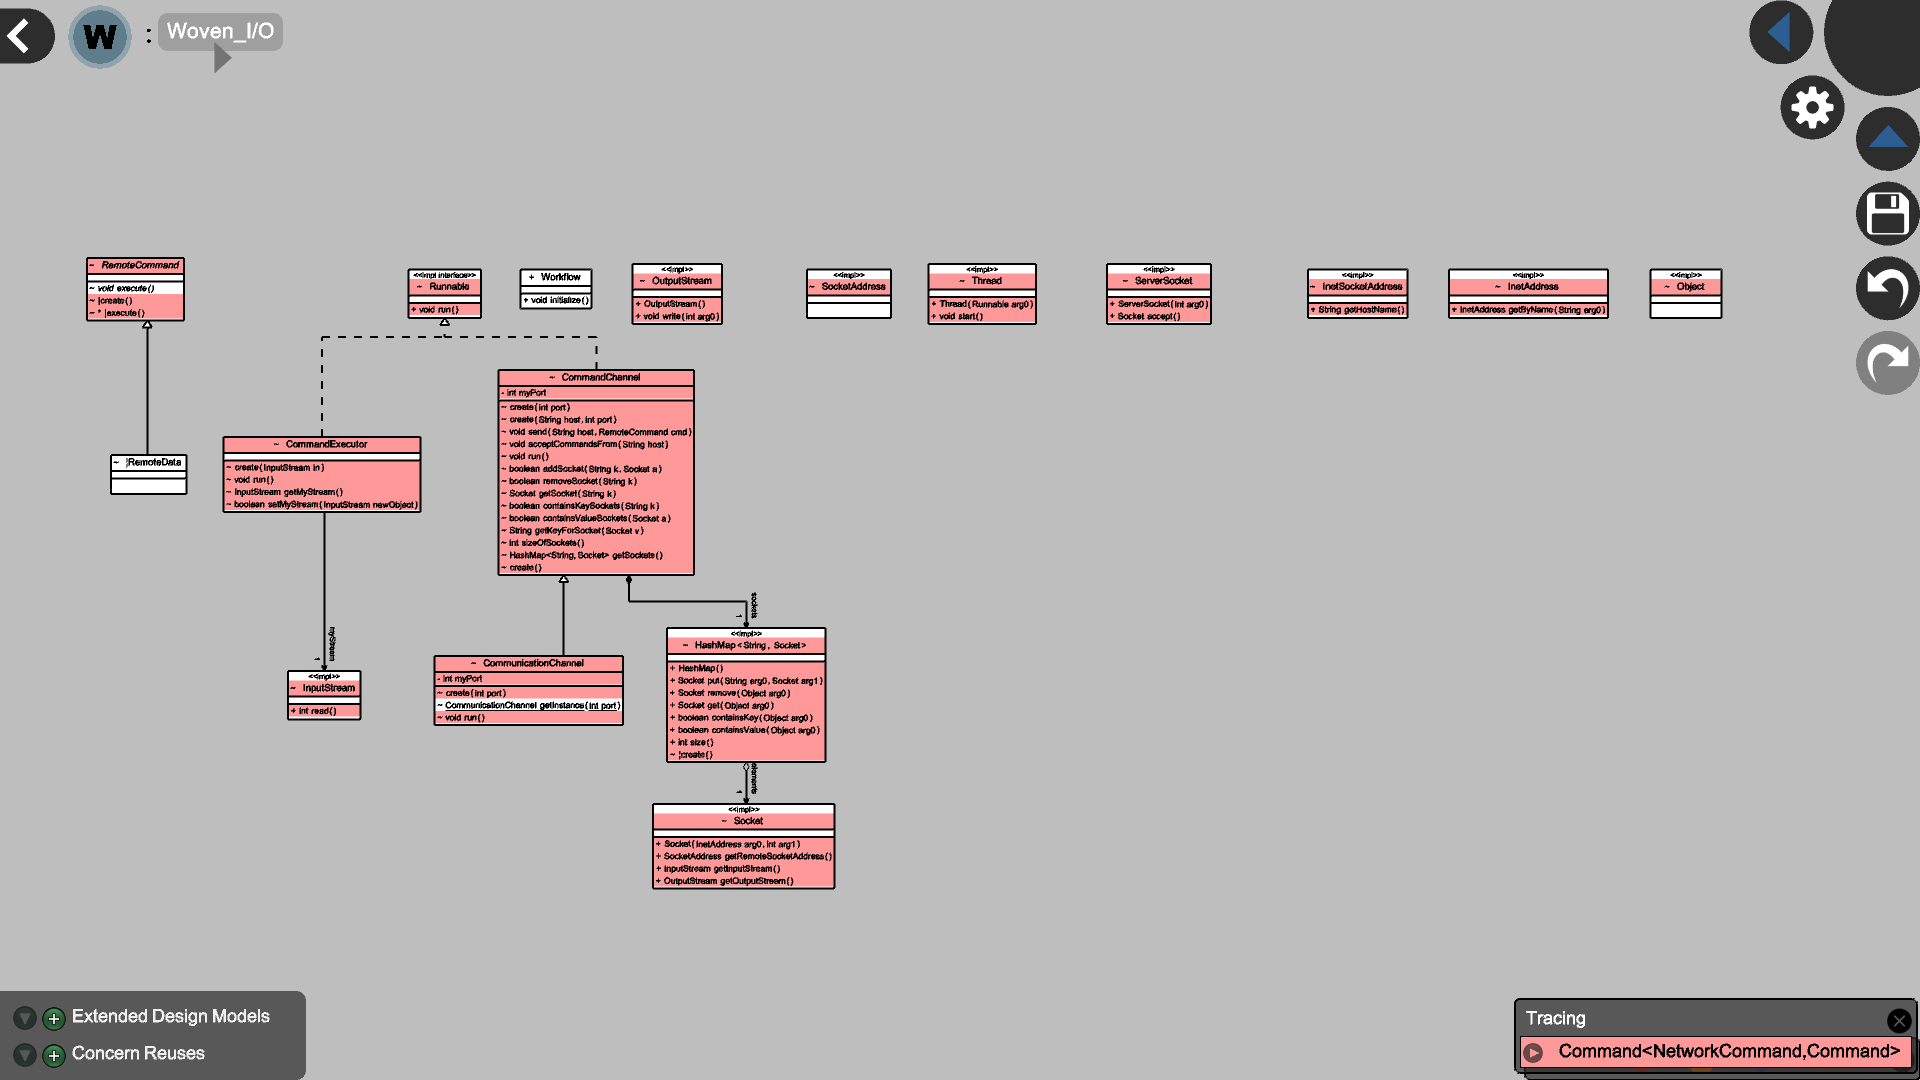 W : Woven_I/O
~ RemoteCommand
~ void execute()
~ |create()
~ * |execute()
<<impl interface>>
~ Runnable
+ void run()
+ Workflow
+ void initialize()
<<impl>>
~ OutputStream
+ OutputStream()
+ void write(int arg0)
<<impl>>
~ SocketAddress
<<impl>>
~ Thread
+ Thread(Runnable arg0)
+ void start()
<<impl>>
~ ServerSocket
+ ServerSocket(int arg0)
+ Socket accept()
<<impl>>
~ InetSocketAddress
+ String getHostName()
<<impl>>
~ InetAddress
+ InetAddress getByName(String arg0)
<<impl>>
~ Object
~ CommandChannel
- int myPort
~ create(int port)
~ create(String host, int port)
~ void send(String host, RemoteCommand cmd)
~ void acceptCommandsFrom(String host)
~ void run()
~ boolean addSocket(String k, Socket a)
~ boolean removeSocket(String k)
~ Socket getSocket(String k)
~ boolean containsKeySockets(String k)
~ boolean containsValueSockets(Socket a)
~ String getKeyForSocket(Socket v)
~ int sizeOfSockets()
~ HashMap<String, Socket> getSockets()
~ create()
~ CommandExecutor
~ create(InputStream in)
~ void run()
~ InputStream getMyStream()
~ boolean setMyStream(InputStream newObject)
~ |RemoteData
sockets
1
myStream
1
<<impl>>
~ HashMap<String, Socket>
+ HashMap()
+ Socket put(String arg0, Socket arg1)
+ Socket remove(Object arg0)
+ Socket get(Object arg0)
+ boolean containsKey(Object arg0)
+ boolean containsValue(Object arg0)
+ int size()
~ |create()
~ CommunicationChannel
- int myPort
~ create(int port)
~ CommunicationChannel getInstance(int port)
~ void run()
<<impl>>
~ InputStream
+ int read()
elements
1
<<impl>>
~ Socket
+ Socket(InetAddress arg0, int arg1)
+ SocketAddress getRemoteSocketAddress()
+ InputStream getInputStream()
+ OutputStream getOutputStream()
Extended Design Models
Concern Reuses
Tracing
Command<NetworkCommand,Command>